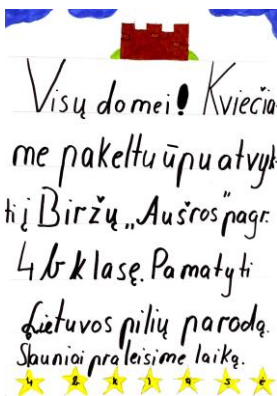 Visų domei! Kviečia-
me pakeltu ūpu atvyk-
ti į Biržų „Aušros" pagr.
4 b klasę. Pamatyti
Lietuvos pilių parodą.
Šauniai praleisime laiką.
4 b k l a s ė